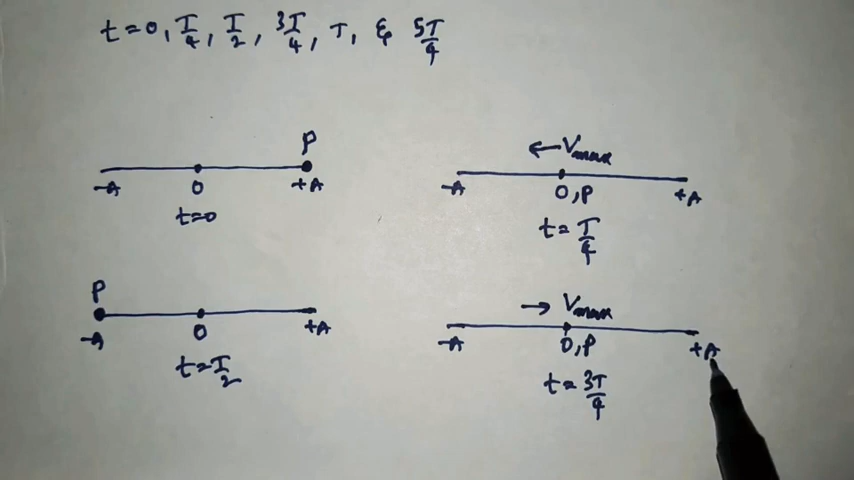 t=0, T/4, T/2, 3T/4, T, & 5T/4
P
-A 0 +A
t=0
← Vmax
-A 0,P +A
t= T/4
P
-A 0 +A
t= T/2
→ Vmax
-A 0,P +A
t= 3T/4